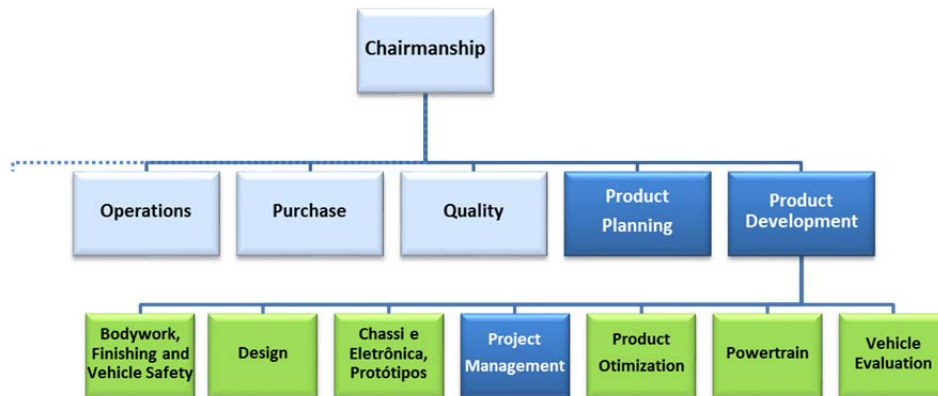 Chairmanship
Operations
Purchase
Quality
Product
Planning
Product
Development
Bodywork,
Finishing and
Vehicle Safety
Design
Chassi e
Eletrônica,
Protótipos
Project
Management
Product
Otimization
Powertrain
Vehicle
Evaluation